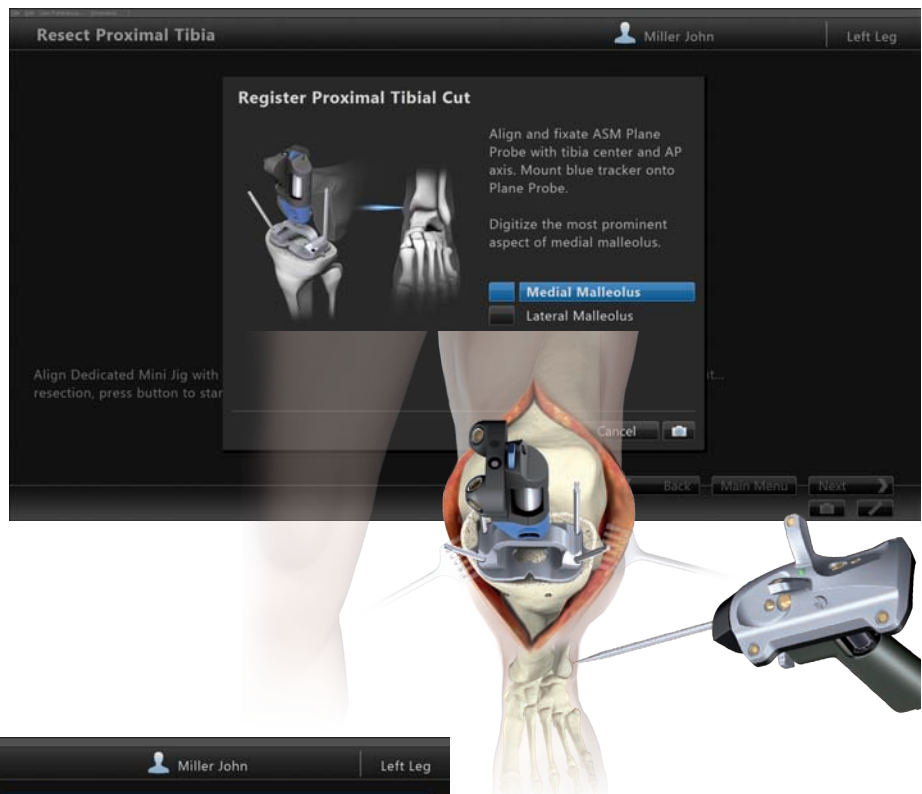 Resect Proximal Tibia
Miller John
Left Leg
Register Proximal Tibial Cut
Align and fixate ASM Plane
Probe with tibia center and AP
axis. Mount blue tracker onto
Plane Probe.
Digitize the most prominent
aspect of medial malleolus.
Medial Malleolus
Lateral Malleolus
Align Dedicated Mini Jig with
resection, press button to star
Cancel
Back
Main Menu
Next
Miller John
Left Leg